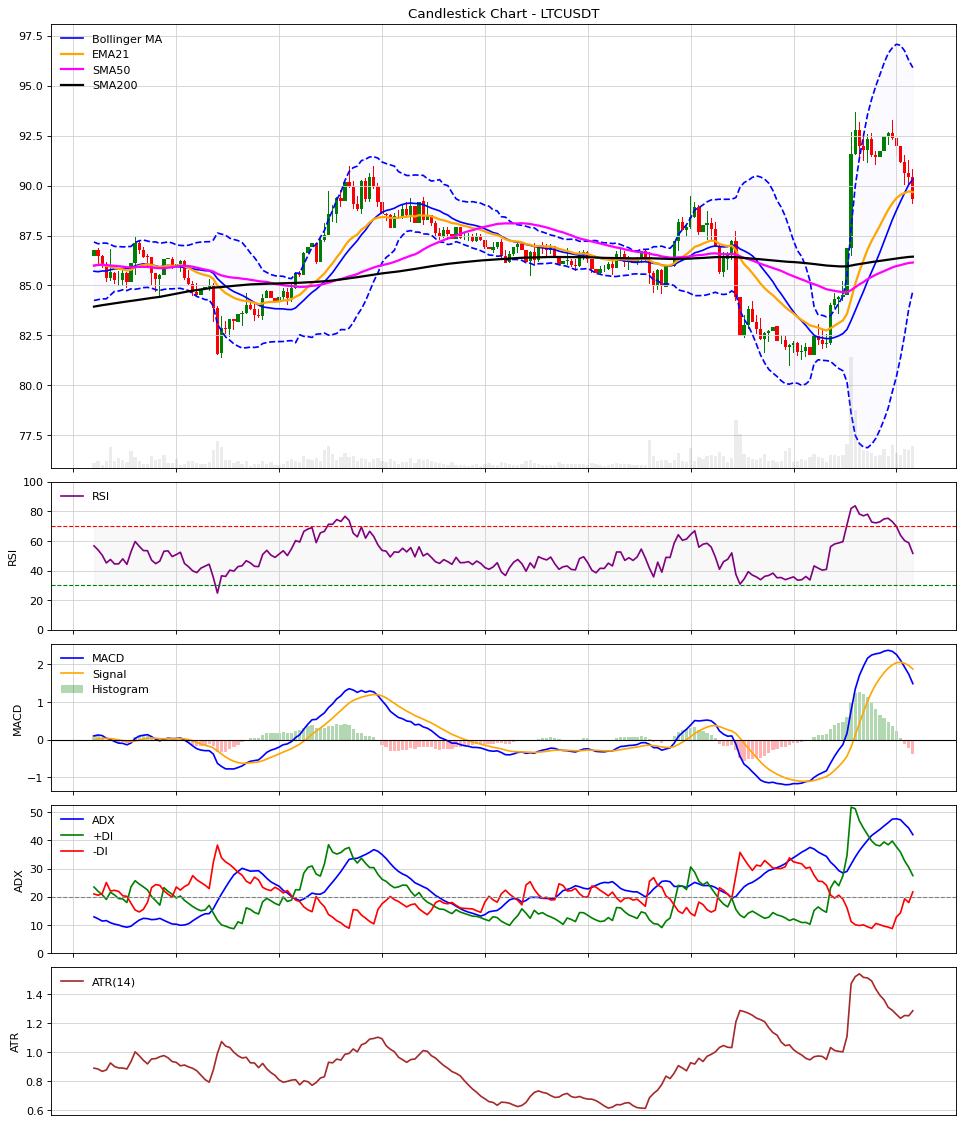 Candlestick Chart - LTCUSDT
97.5
95.0
92.5
90.0
87.5
85.0
82.5
80.0
77.5
Bollinger MA
EMA21
SMA50
SMA200
100
80
60
40
20
0
RSI
RSI
2
1
0
−1
MACD
MACD
Signal
Histogram
50
40
30
20
10
0
ADX
ADX
+DI
-DI
1.4
1.2
1.0
0.8
0.6
ATR
ATR(14)